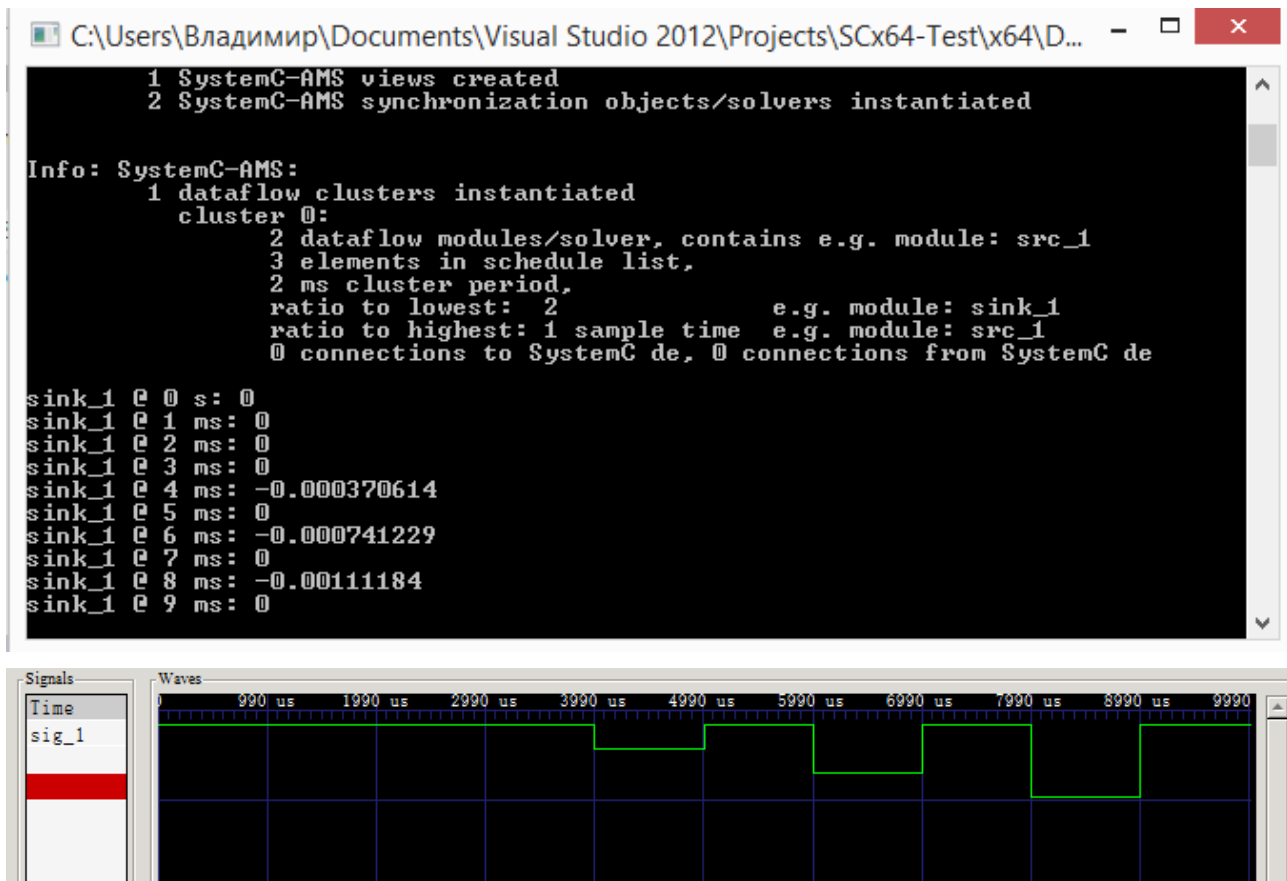 C:\Users\Владимир\Documents\Visual Studio 2012\Projects\SCx64-Test\x64\D...
1 SystemC-AMS views created
2 SystemC-AMS synchronization objects/solvers instantiated
Info: SystemC-AMS:
1 dataflow clusters instantiated
cluster 0:
2 dataflow modules/solver, contains e.g. module: src_1
3 elements in schedule list,
2 ms cluster period,
ratio to lowest: 2 e.g. module: sink_1
ratio to highest: 1 sample time e.g. module: src_1
0 connections to SystemC de, 0 connections from SystemC de
sink_1 @ 0 s: 0
sink_1 @ 1 ms: 0
sink_1 @ 2 ms: 0
sink_1 @ 3 ms: 0
sink_1 @ 4 ms: -0.000370614
sink_1 @ 5 ms: 0
sink_1 @ 6 ms: -0.000741229
sink_1 @ 7 ms: 0
sink_1 @ 8 ms: -0.00111184
sink_1 @ 9 ms: 0
Signals Waves
Time 990 us 1990 us 2990 us 3990 us 4990 us 5990 us 6990 us 7990 us 8990 us 9990
sig_1